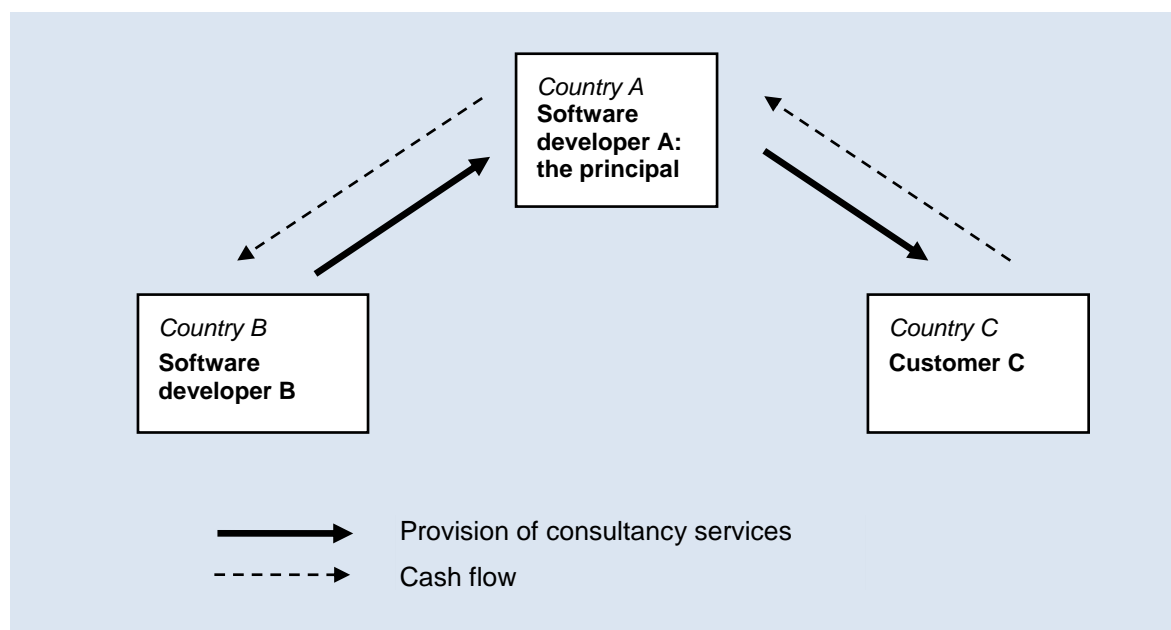 Country A
Software
developer A:
the principal
Country B
Software
developer B
Country C
Customer C
Provision of consultancy services
Cash flow